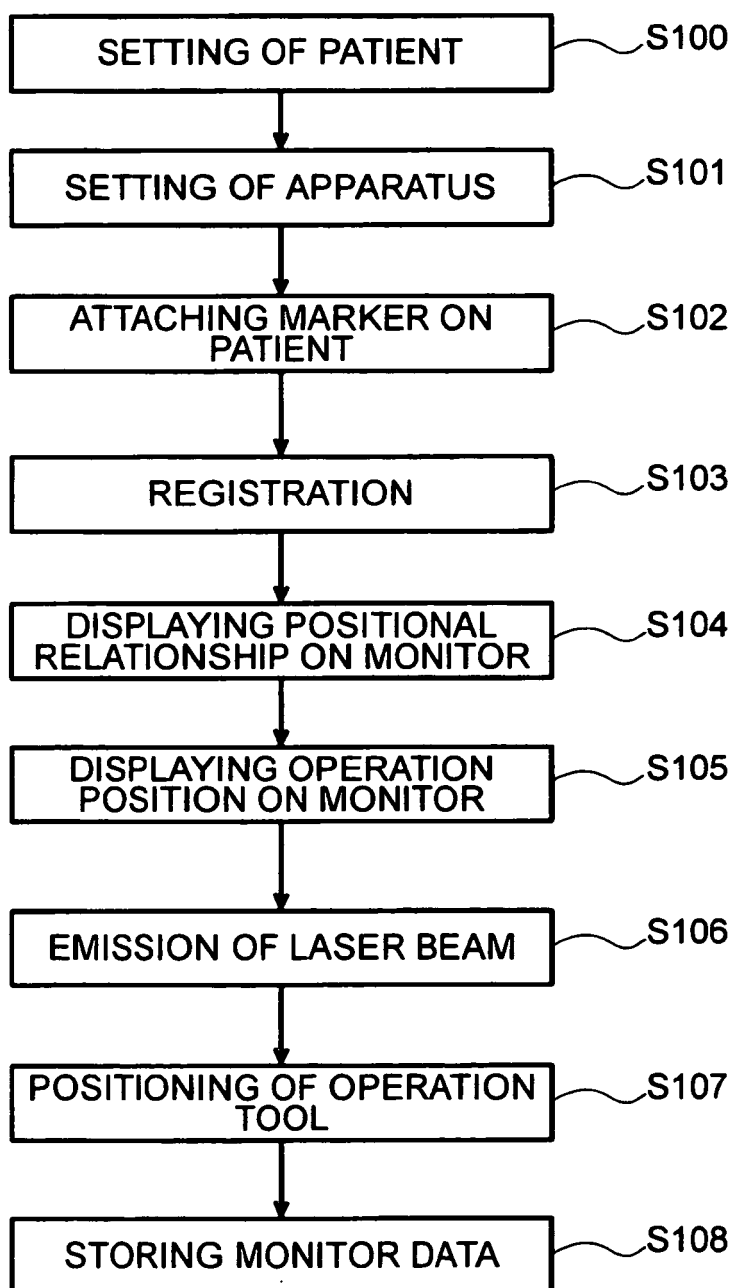 SETTING OF PATIENT
S100
SETTING OF APPARATUS
S101
ATTACHING MARKER ON
PATIENT
S102
REGISTRATION
S103
DISPLAYING POSITIONAL
RELATIONSHIP ON MONITOR
S104
DISPLAYING OPERATION
POSITION ON MONITOR
S105
EMISSION OF LASER BEAM
S106
POSITIONING OF OPERATION
TOOL
S107
STORING MONITOR DATA
S108